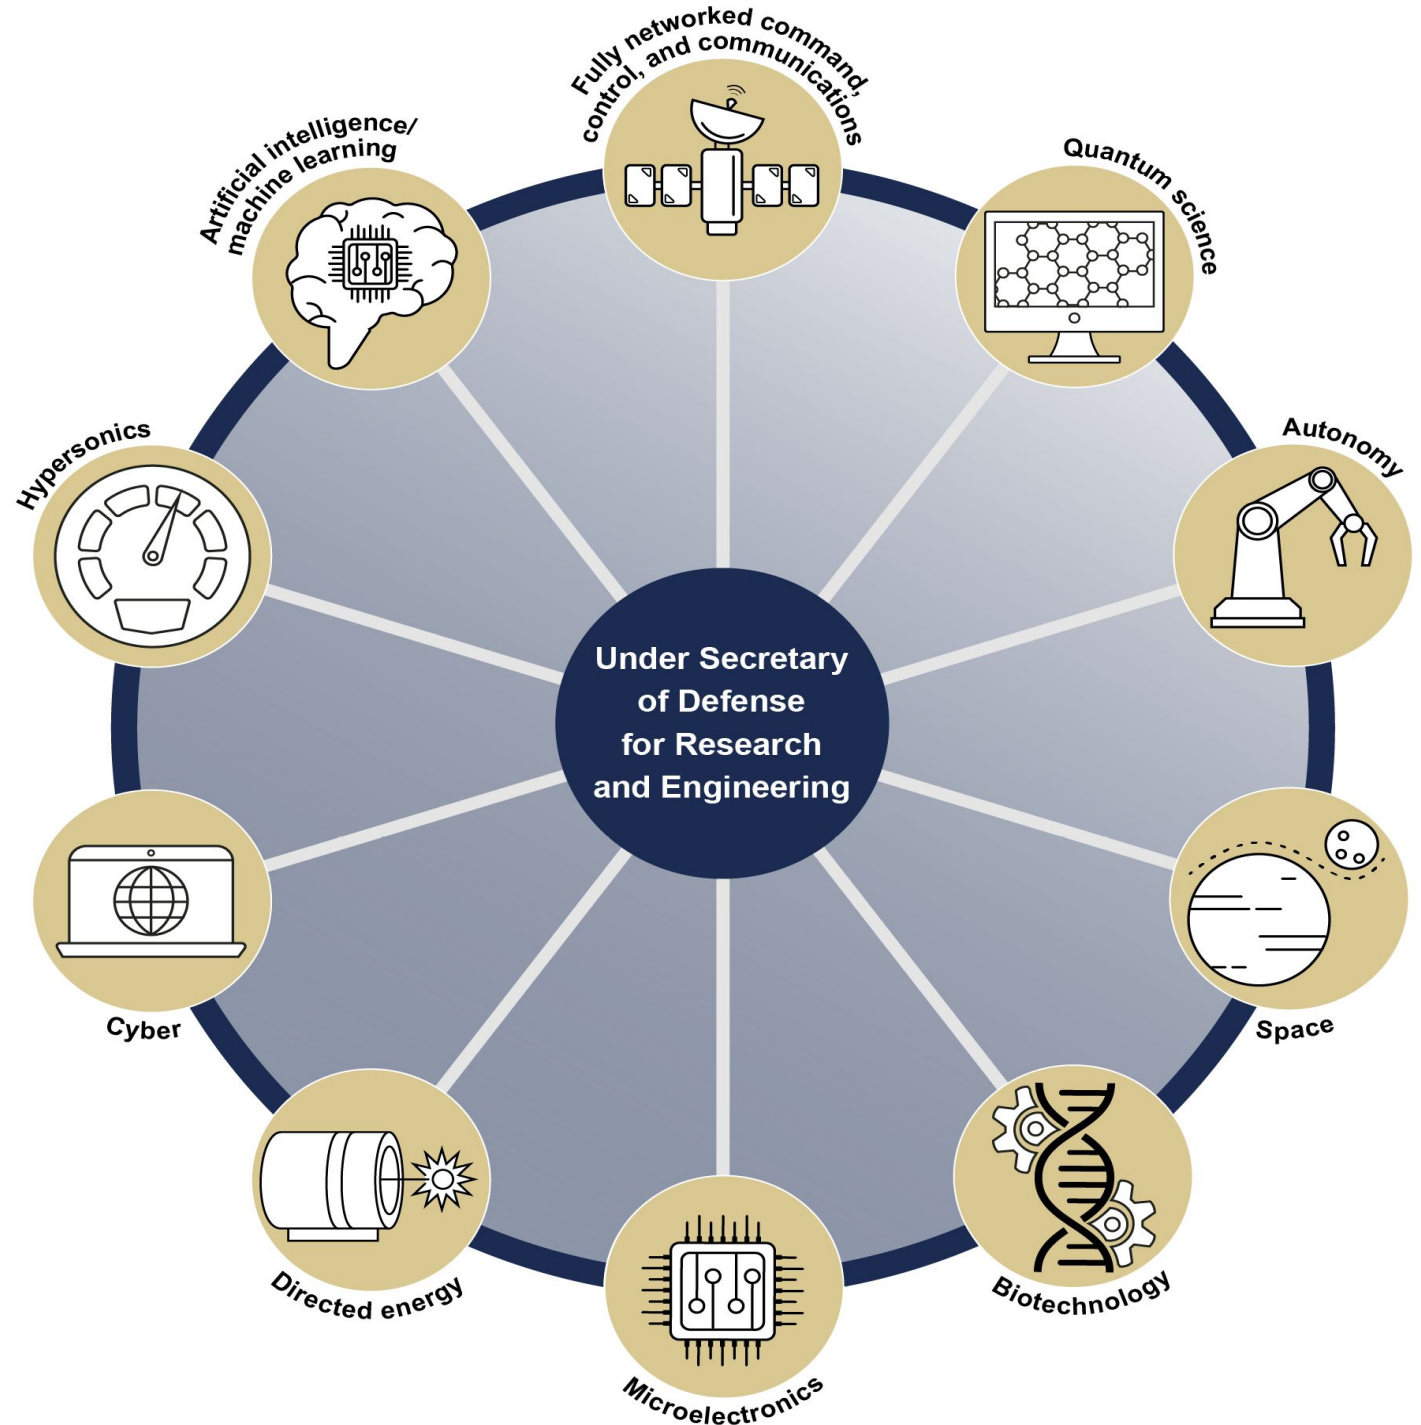 Fully networked command,
control, and communications
Quantum science
Autonomy
Space
Biotechnology
Microelectronics
Directed energy
Cyber
Hypersonics
Artificial intelligence/
machine learning
Under Secretary
of Defense
for Research
and Engineering